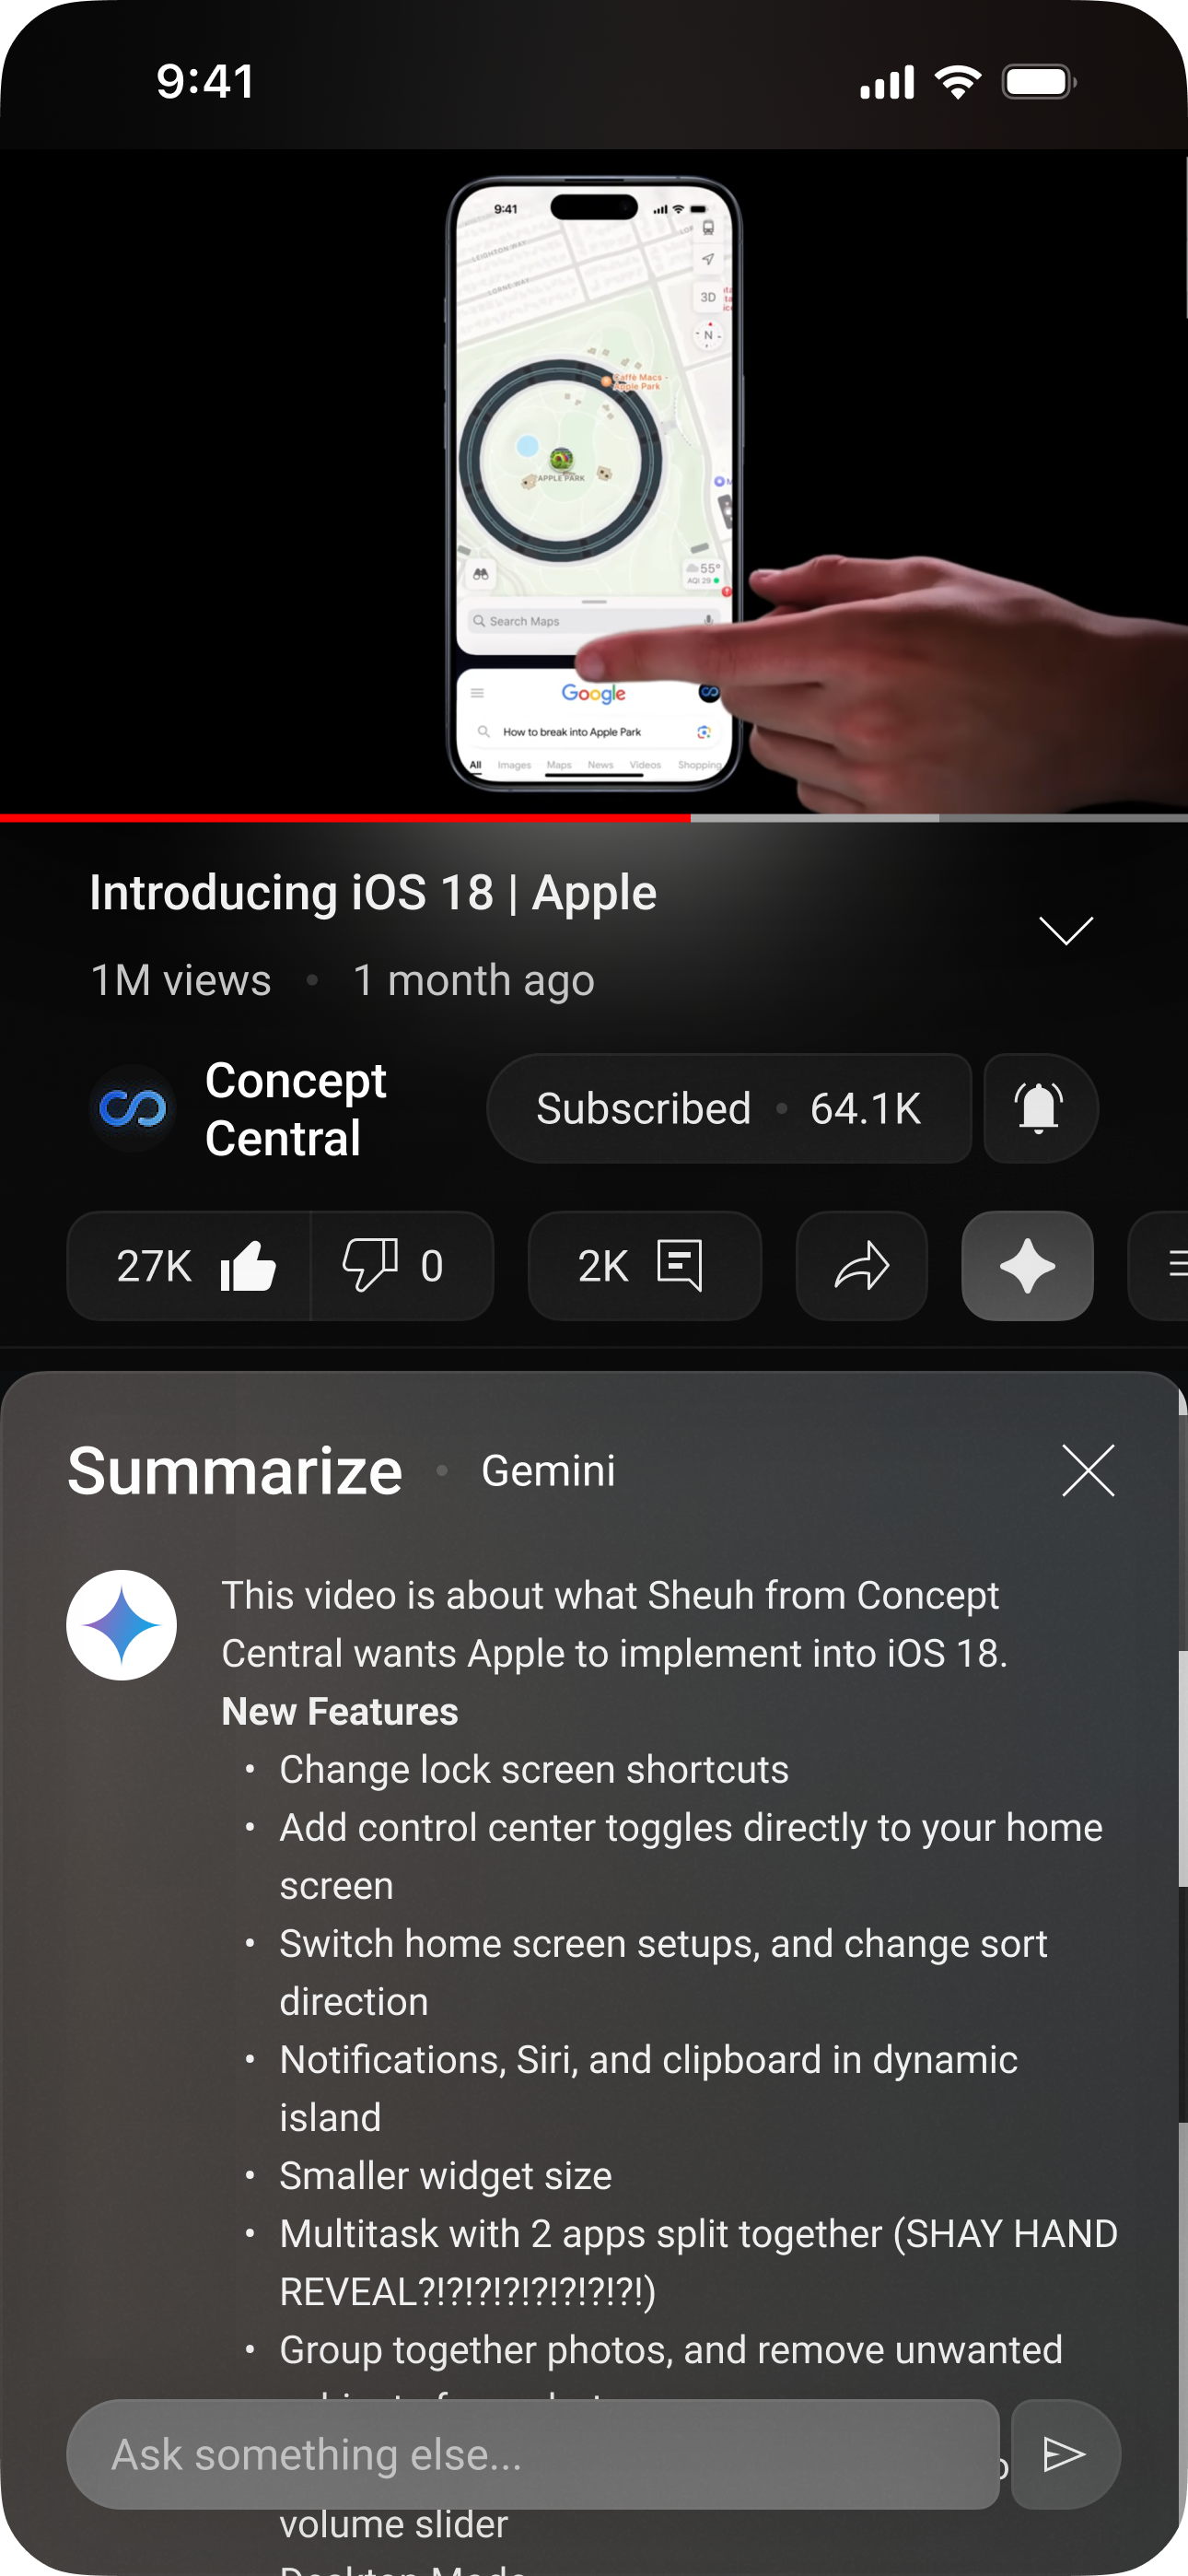 9:41
9:41
LEIGHTON WAY
LORNE WAY
3D
N
Caffè Macs -
Apple Park
APPLE PARK
55°
AQI 29
Search Maps
Google
How to break into Apple Park
All Images Maps News Videos Shopping
Introducing iOS 18 | Apple
1M views • 1 month ago
Concept
Central
Subscribed • 64.1K
27K 0 2K
Summarize • Gemini
This video is about what Sheuh from Concept
Central wants Apple to implement into iOS 18.
New Features
• Change lock screen shortcuts
• Add control center toggles directly to your home
screen
• Switch home screen setups, and change sort
direction
• Notifications, Siri, and clipboard in dynamic
island
• Smaller widget size
• Multitask with 2 apps split together (SHAY HAND
REVEAL?!?!?!?!?!?!?!?!)
• Group together photos, and remove unwanted
Ask something else...
volume slider